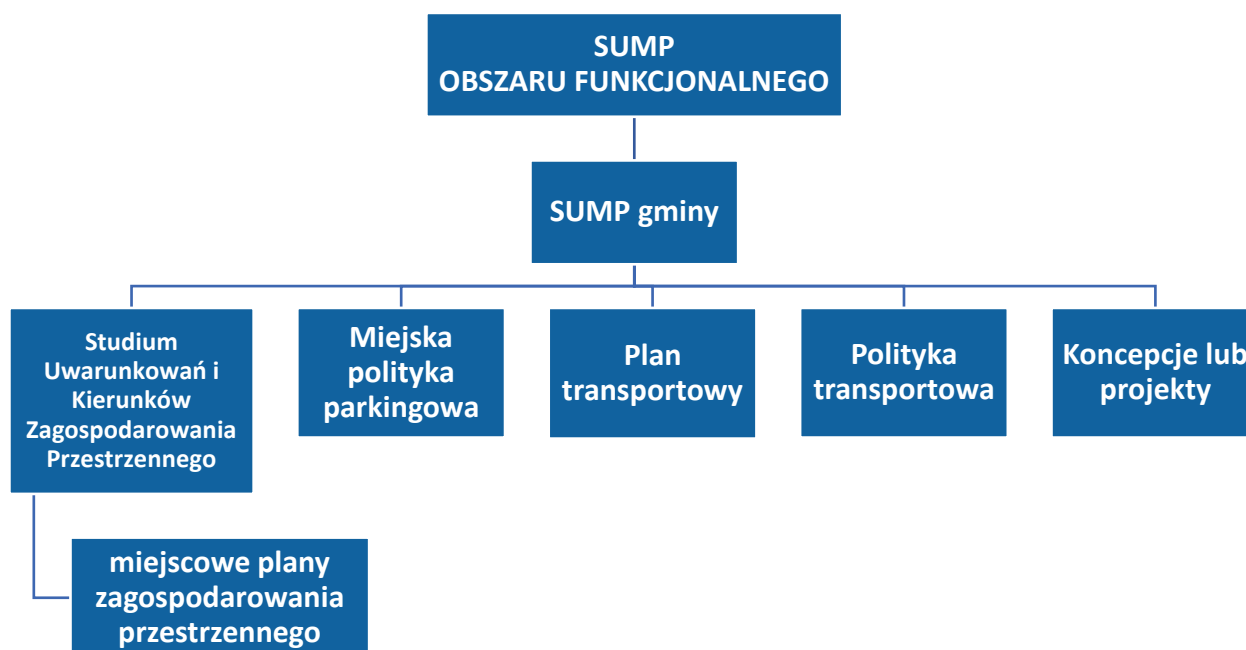 SUMP
OBSZARU FUNKCJONALNEGO
SUMP gminy
Studium
Uwarunkowań i
Kierunków
Zagospodarowania
Przestrzennego
Miejska
polityka
parkingowa
Plan
transportowy
Polityka
transportowa
Koncepcje lub
projekty
miejscowe plany
zagospodarowania
przestrzennego